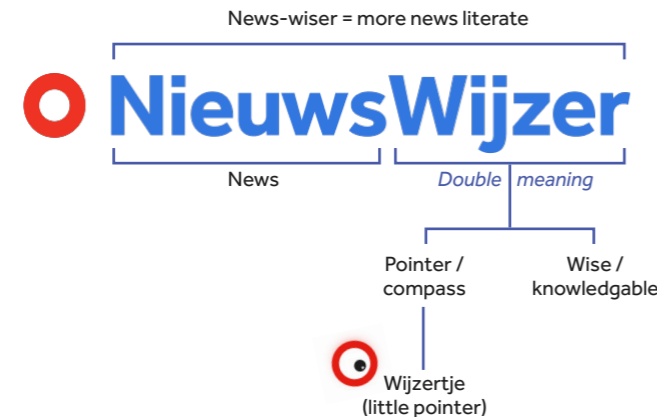 News-wiser = more news literate
NieuwsWijzer
News
Double meaning
Pointer /
compass
Wise /
knowledgable
Wijzertje
(little pointer)